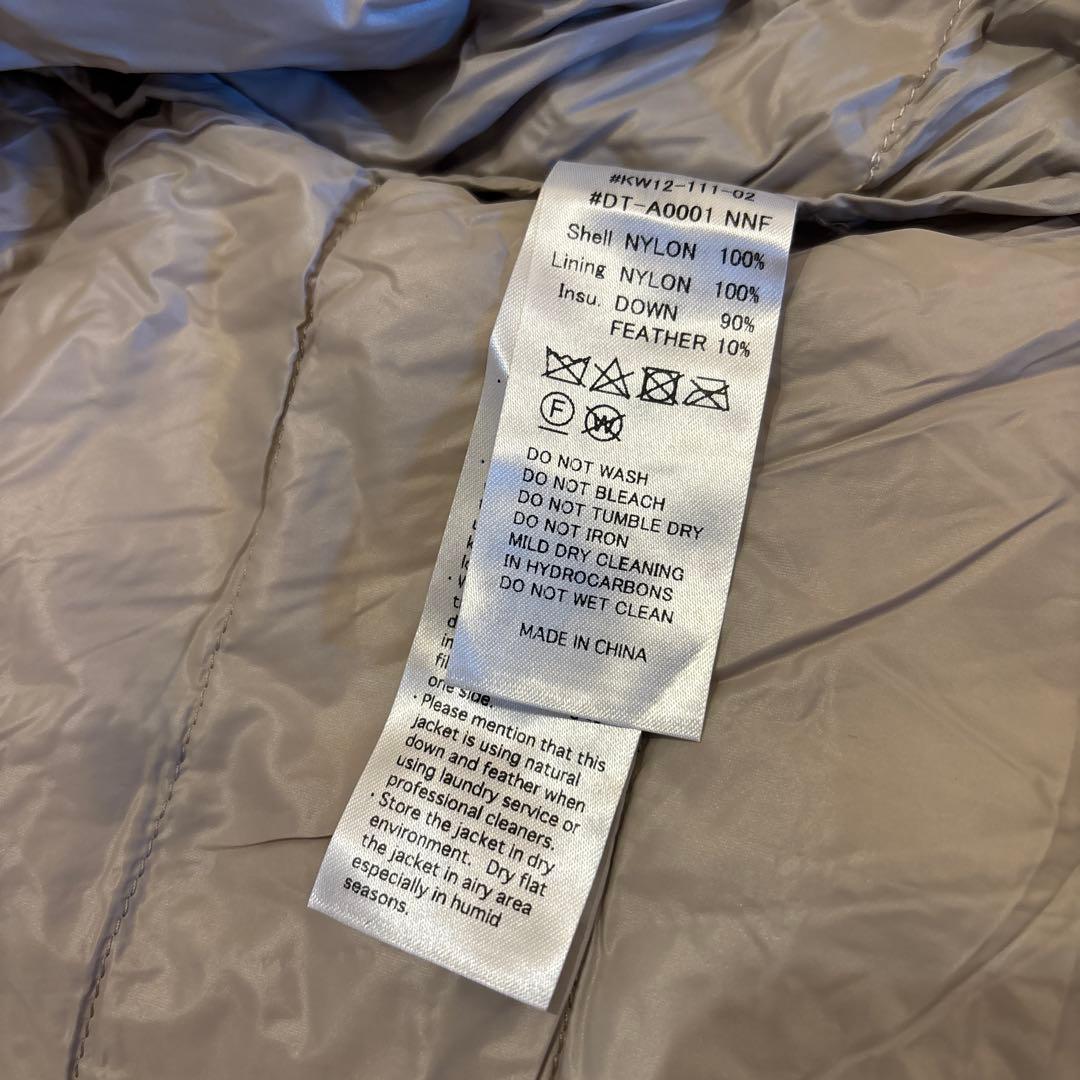 #KW12-111-02
#DT-A0001 NNF
Shell NYLON 100%
Lining NYLON 100%
Insu. DOWN 90%
FEATHER 10%
F
W
DO NOT WASH
DO NOT BLEACH
DO NOT TUMBLE DRY
DO NOT IRON
MILD DRY CLEANING
IN HYDROCARBONS
DO NOT WET CLEAN
MADE IN CHINA
one side.
· Please mention that this
jacket is using natural
down and feather when
using laundry service or
professional cleaners.
· Store the jacket in dry
environment. Dry flat
the jacket in airy area
especially in humid
seasons.